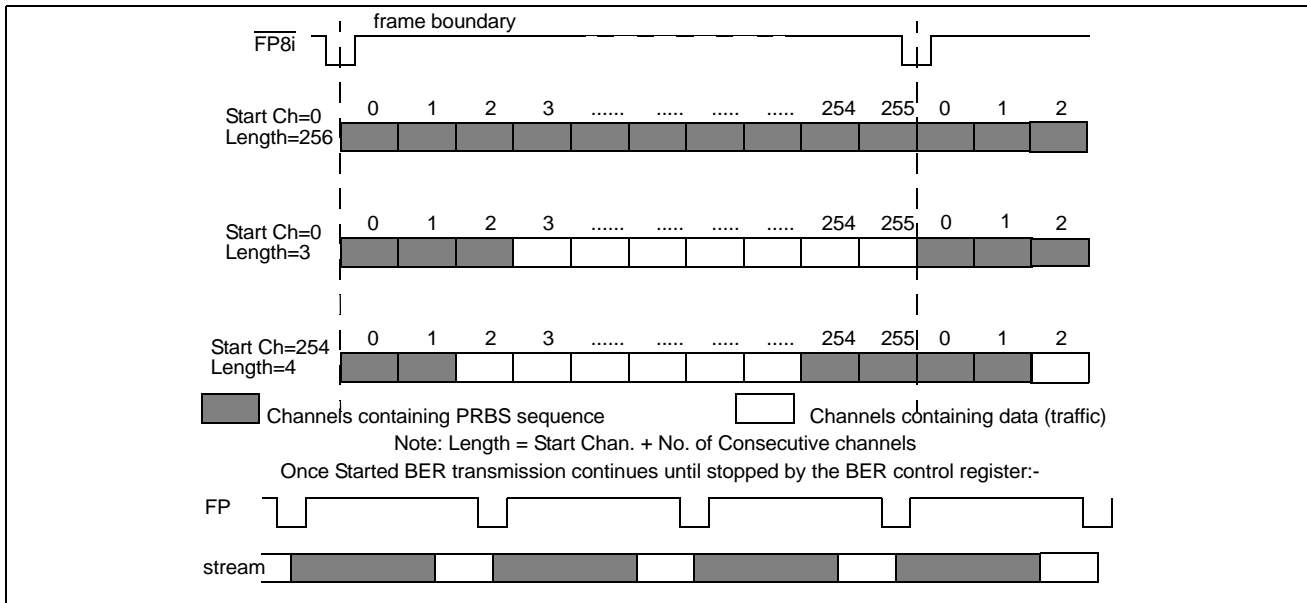 frame boundary
FP8i
0 1 2 3 ...... ..... ..... ..... 254 255 0 1 2
Start Ch=0
Length=256
0 1 2 3 ...... ..... ..... ..... 254 255 0 1 2
Start Ch=0
Length=3
0 1 2 3 ...... ..... ..... ..... 254 255 0 1 2
Start Ch=254
Length=4
Channels containing PRBS sequence
Channels containing data (traffic)
Note: Length = Start Chan. + No. of Consecutive channels
Once Started BER transmission continues until stopped by the BER control register:-
FP
stream